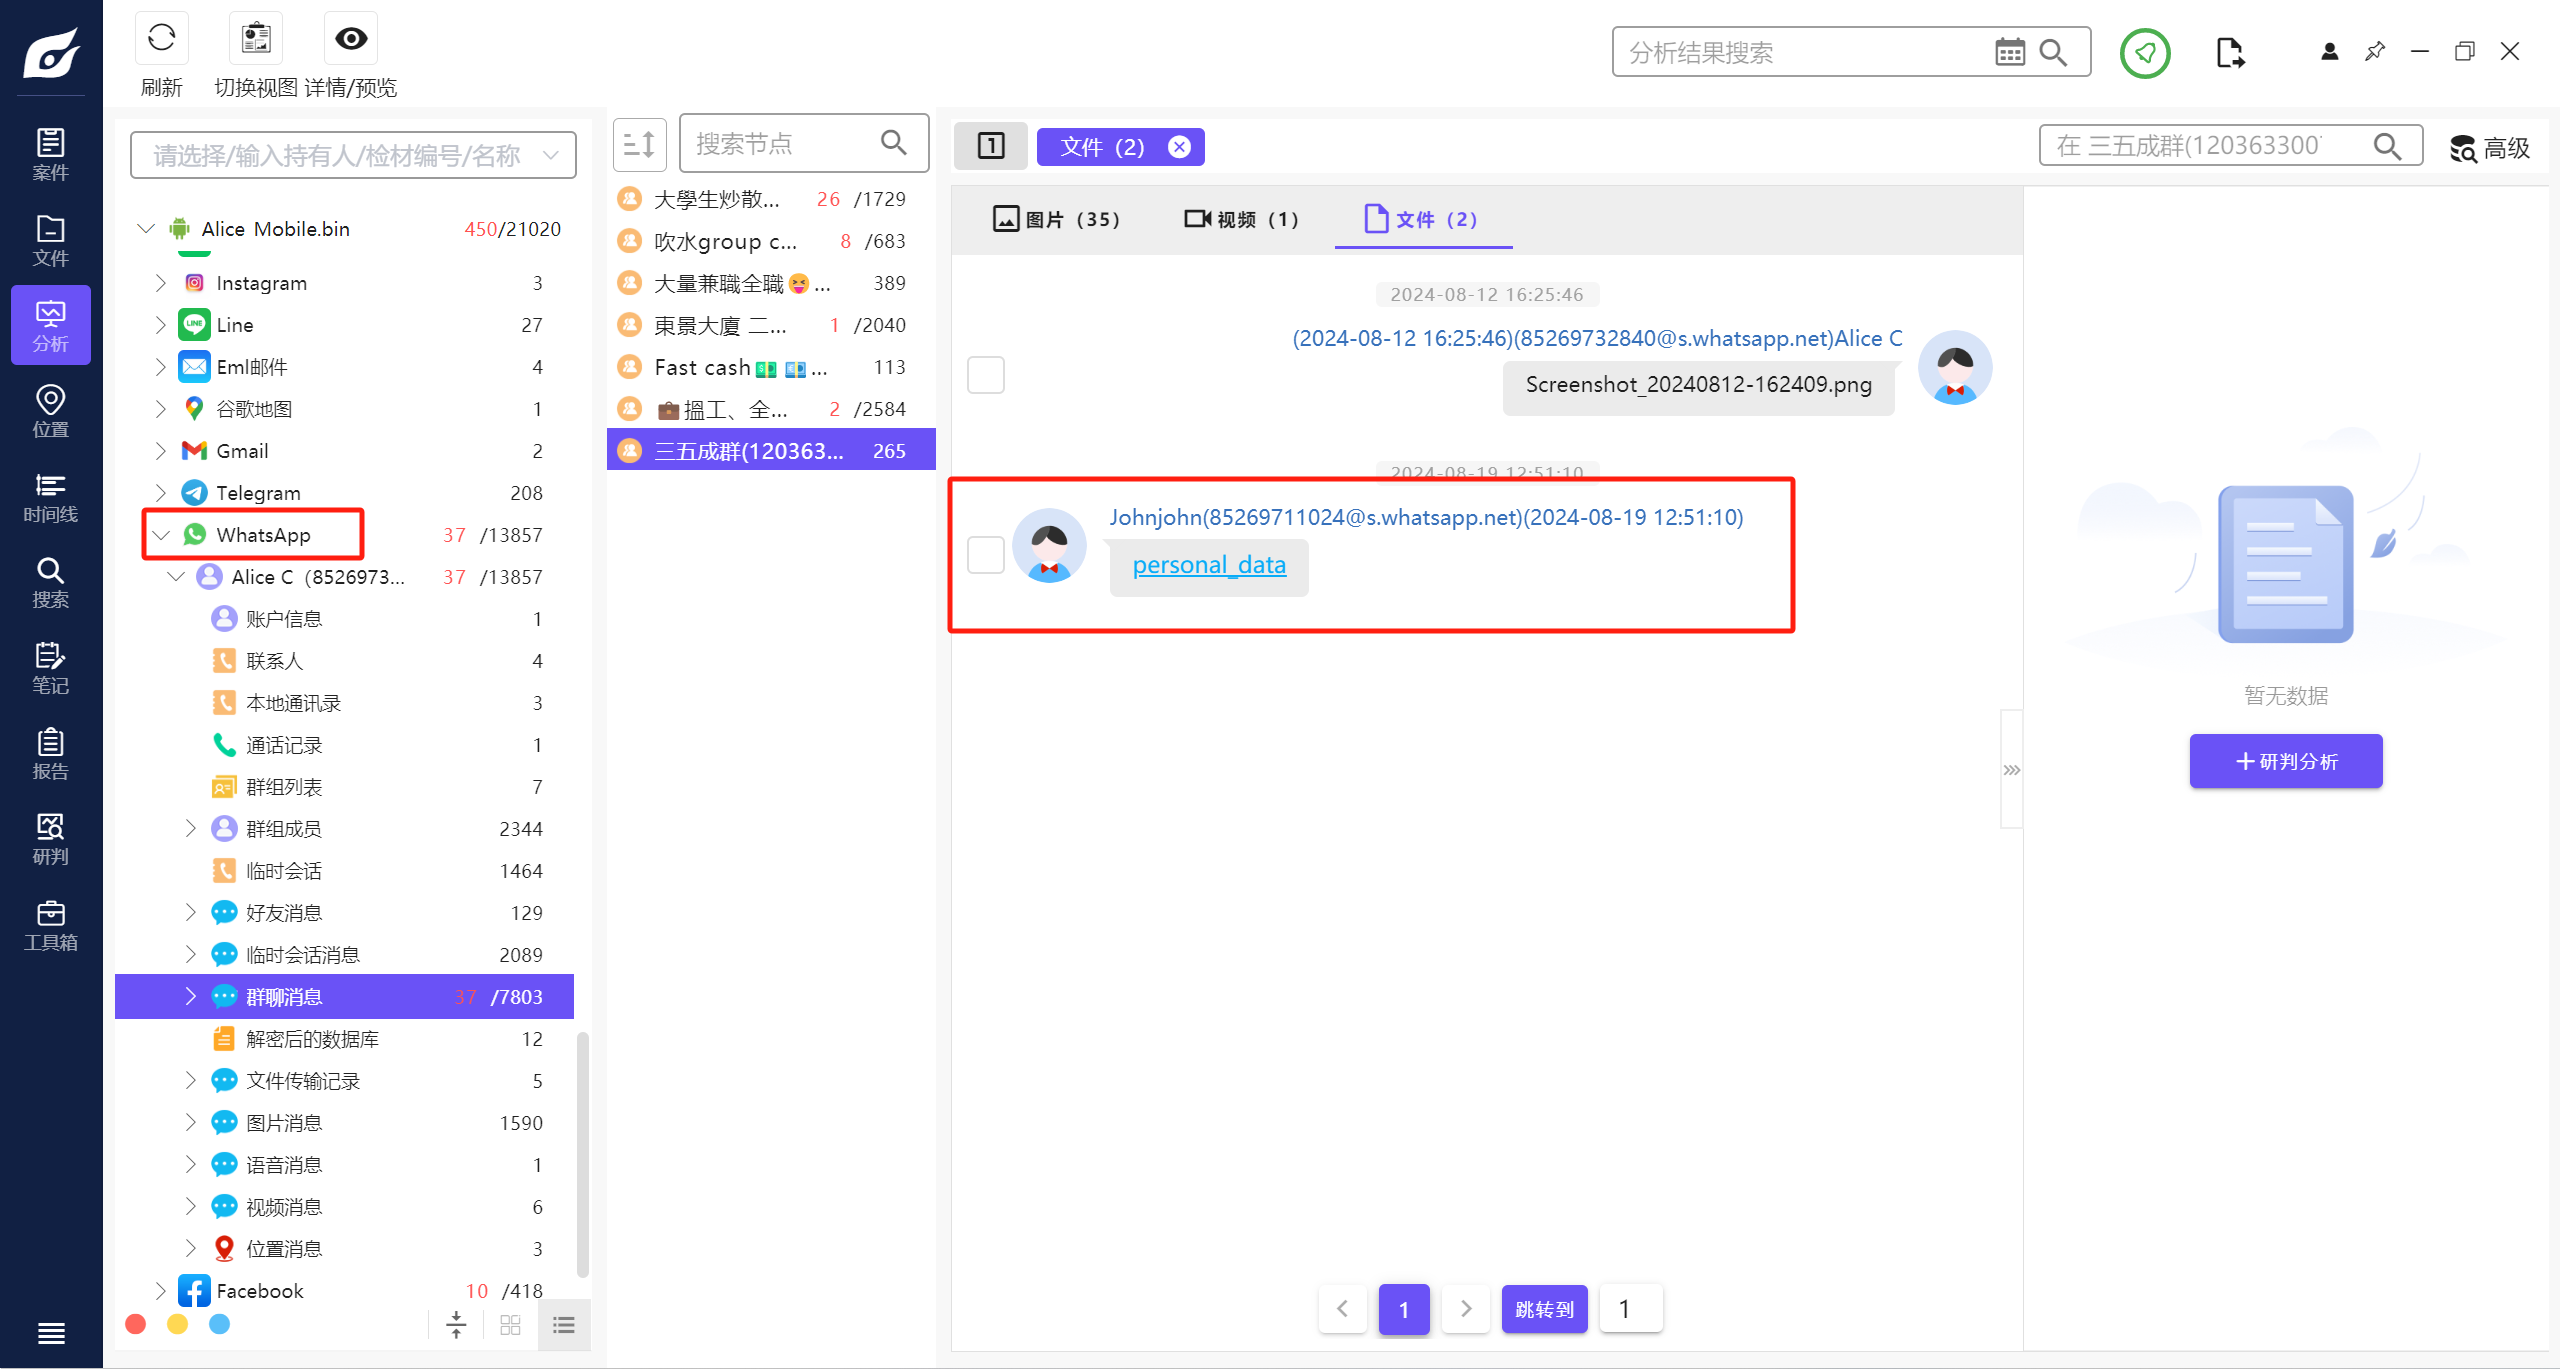 刷新
切换视图
详情/预览
分析结果搜索
案件
文件
分析
位置
时间线
搜索
笔记
报告
研判
工具箱
请选择/输入持有人/检材编号/名称
Alice Mobile.bin 450/21020
Instagram 3
Line 27
Eml邮件 4
谷歌地图 1
Gmail 2
Telegram 208
WhatsApp 37 /13857
Alice C（8526973... 37 /13857
账户信息 1
联系人 4
本地通讯录 3
通话记录 1
群组列表 7
群组成员 2344
临时会话 1464
好友消息 129
临时会话消息 2089
群聊消息 37 /7803
解密后的数据库 12
文件传输记录 5
图片消息 1590
语音消息 1
视频消息 6
位置消息 3
Facebook 10 /418
搜索节点
大學生炒散... 26 /1729
吹水group c... 8 /683
大量兼職全職😝... 389
東景大廈 二... 1 /2040
Fast cash💵 💶... 113
💼搵工、全... 2 /2584
三五成群(120363... 265
1
文件（2）
在 三五成群(120363300
高级
图片（35）
视频（1）
文件（2）
2024-08-12 16:25:46
(2024-08-12 16:25:46)(85269732840@s.whatsapp.net)Alice C
Screenshot_20240812-162409.png
2024-08-19 12:51:10
Johnjohn(85269711024@s.whatsapp.net)(2024-08-19 12:51:10)
personal_data
暂无数据
+研判分析
< 1 > 跳转到 1